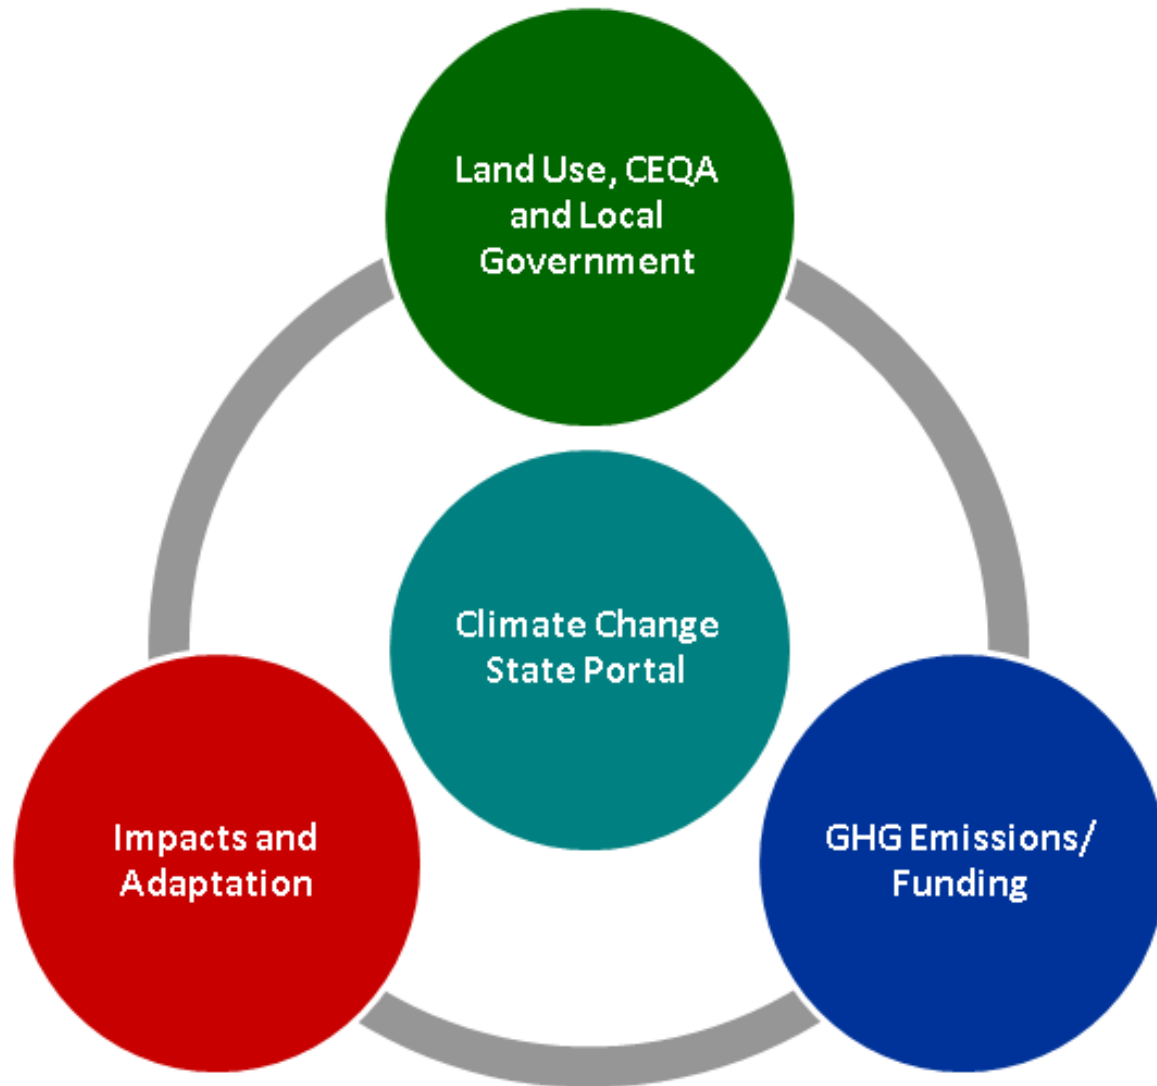 Land Use, CEQA
and Local
Government
Climate Change
State Portal
Impacts and
Adaptation
GHG Emissions/
Funding